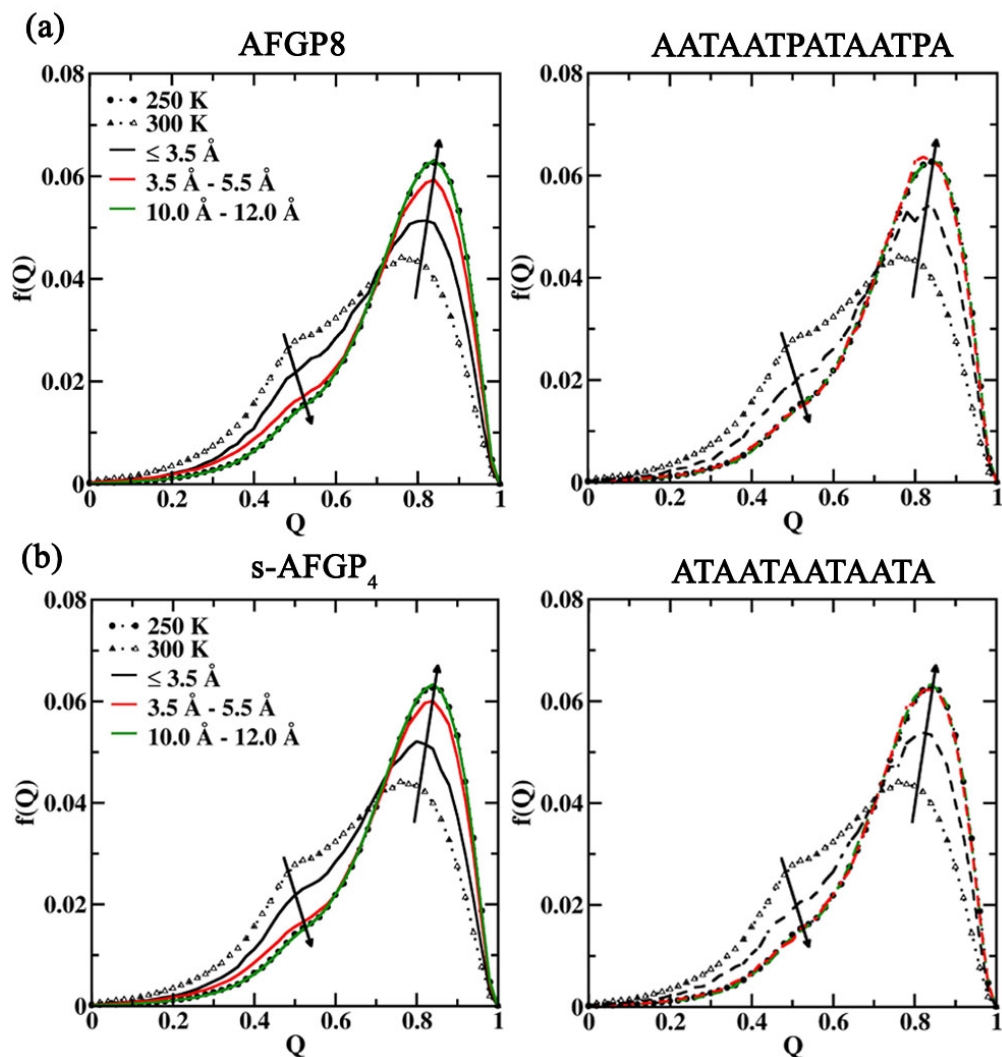 (a)
AFGP8
AATAATPATAATPA
0.08
0.06
0.04
0.02
0
f(Q)
250 K
300 K
≤ 3.5 Å
3.5 Å - 5.5 Å
10.0 Å - 12.0 Å
0 0.2 0.4 0.6 0.8 1
Q
0.08
0.06
0.04
0.02
0
f(Q)
0 0.2 0.4 0.6 0.8 1
Q
(b)
s-AFGP₄
ATAATAATAATA
0.08
0.06
0.04
0.02
0
f(Q)
250 K
300 K
≤ 3.5 Å
3.5 Å - 5.5 Å
10.0 Å - 12.0 Å
0 0.2 0.4 0.6 0.8 1
Q
0.08
0.06
0.04
0.02
0
f(Q)
0 0.2 0.4 0.6 0.8 1
Q